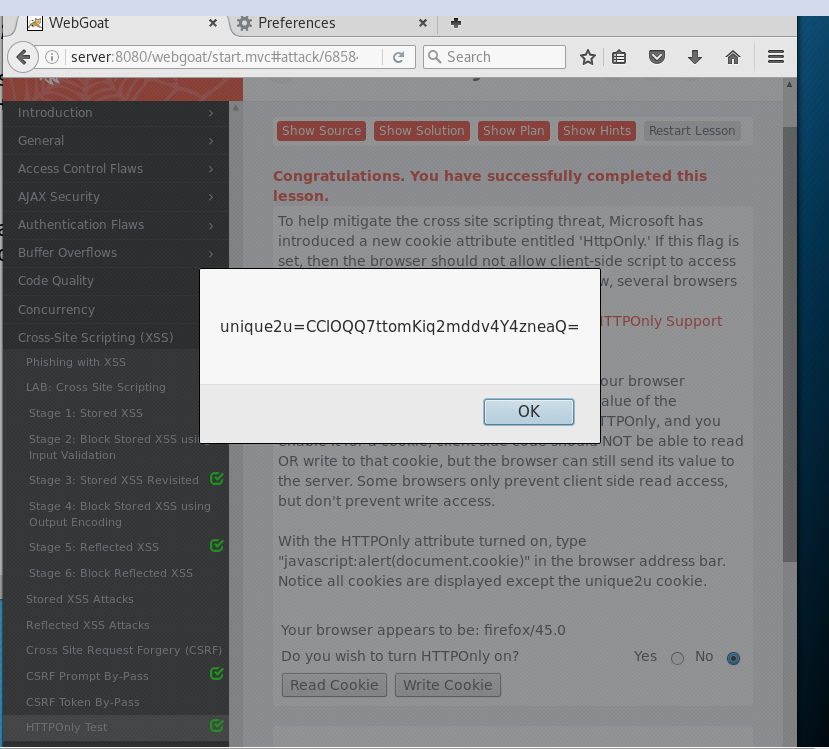 WebGoat
Preferences
server:8080/webgoat/start.mvc#attack/6858
Search
Introduction
General
Access Control Flaws
AJAX Security
Authentication Flaws
Buffer Overflows
Code Quality
Concurrency
Cross-Site Scripting (XSS)
Phishing with XSS
LAB: Cross Site Scripting
Stage 1: Stored XSS
Stage 2: Block Stored XSS using
Input Validation
Stage 3: Stored XSS Revisited
Stage 4: Block Stored XSS using
Output Encoding
Stage 5: Reflected XSS
Stage 6: Block Reflected XSS
Stored XSS Attacks
Reflected XSS Attacks
Cross Site Request Forgery (CSRF)
CSRF Prompt By-Pass
CSRF Token By-Pass
HTTPOnly Test
Show Source Show Solution Show Plan Show Hints Restart Lesson
Congratulations. You have successfully completed this
lesson.
To help mitigate the cross site scripting threat, Microsoft has
introduced a new cookie attribute entitled 'HttpOnly.' If this flag is
set, then the browser should not allow client-side script to access
several browsers
HTTPOnly Support
unique2u=CClOQQ7ttomKiq2mddv4Y4zneaQ=
OK
our browser
of the
and you
enable it for a cookie, client side code should NOT be able to read
OR write to that cookie, but the browser can still send its value to
the server. Some browsers only prevent client side read access,
but don't prevent write access.
With the HTTPOnly attribute turned on, type
"javascript:alert(document.cookie)" in the browser address bar.
Notice all cookies are displayed except the unique2u cookie.
Your browser appears to be: firefox/45.0
Do you wish to turn HTTPOnly on? Yes No
Read Cookie Write Cookie